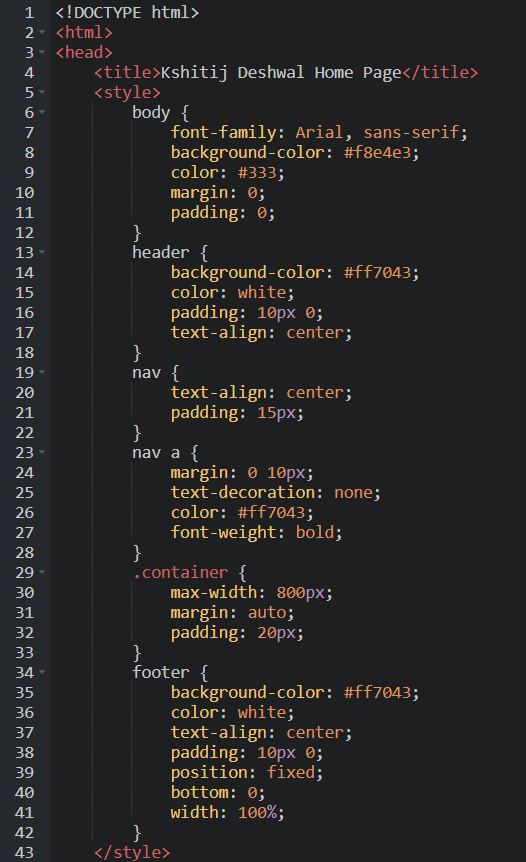 1 <!DOCTYPE html>
2 <html>
3 <head>
4     <title>Kshitij Deshwal Home Page</title>
5     <style>
6         body {
7             font-family: Arial, sans-serif;
8             background-color: #f8e4e3;
9             color: #333;
10             margin: 0;
11             padding: 0;
12         }
13         header {
14             background-color: #ff7043;
15             color: white;
16             padding: 10px 0;
17             text-align: center;
18         }
19         nav {
20             text-align: center;
21             padding: 15px;
22         }
23         nav a {
24             margin: 0 10px;
25             text-decoration: none;
26             color: #ff7043;
27             font-weight: bold;
28         }
29         .container {
30             max-width: 800px;
31             margin: auto;
32             padding: 20px;
33         }
34         footer {
35             background-color: #ff7043;
36             color: white;
37             text-align: center;
38             padding: 10px 0;
39             position: fixed;
40             bottom: 0;
41             width: 100%;
42         }
43     </style>